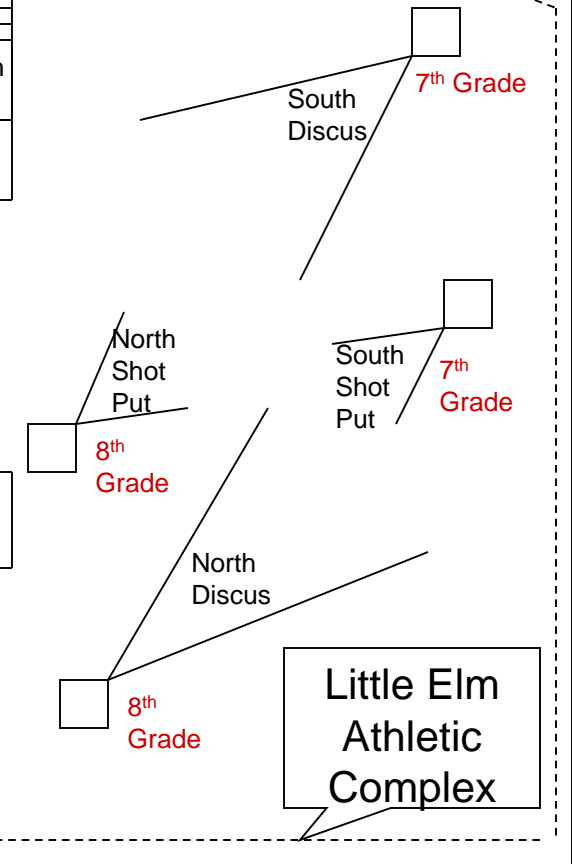 7th Grade
South
Discus
North
Shot
Put
8th
Grade
South
Shot
Put
7th
Grade
North
Discus
8th
Grade
Little Elm
Athletic
Complex